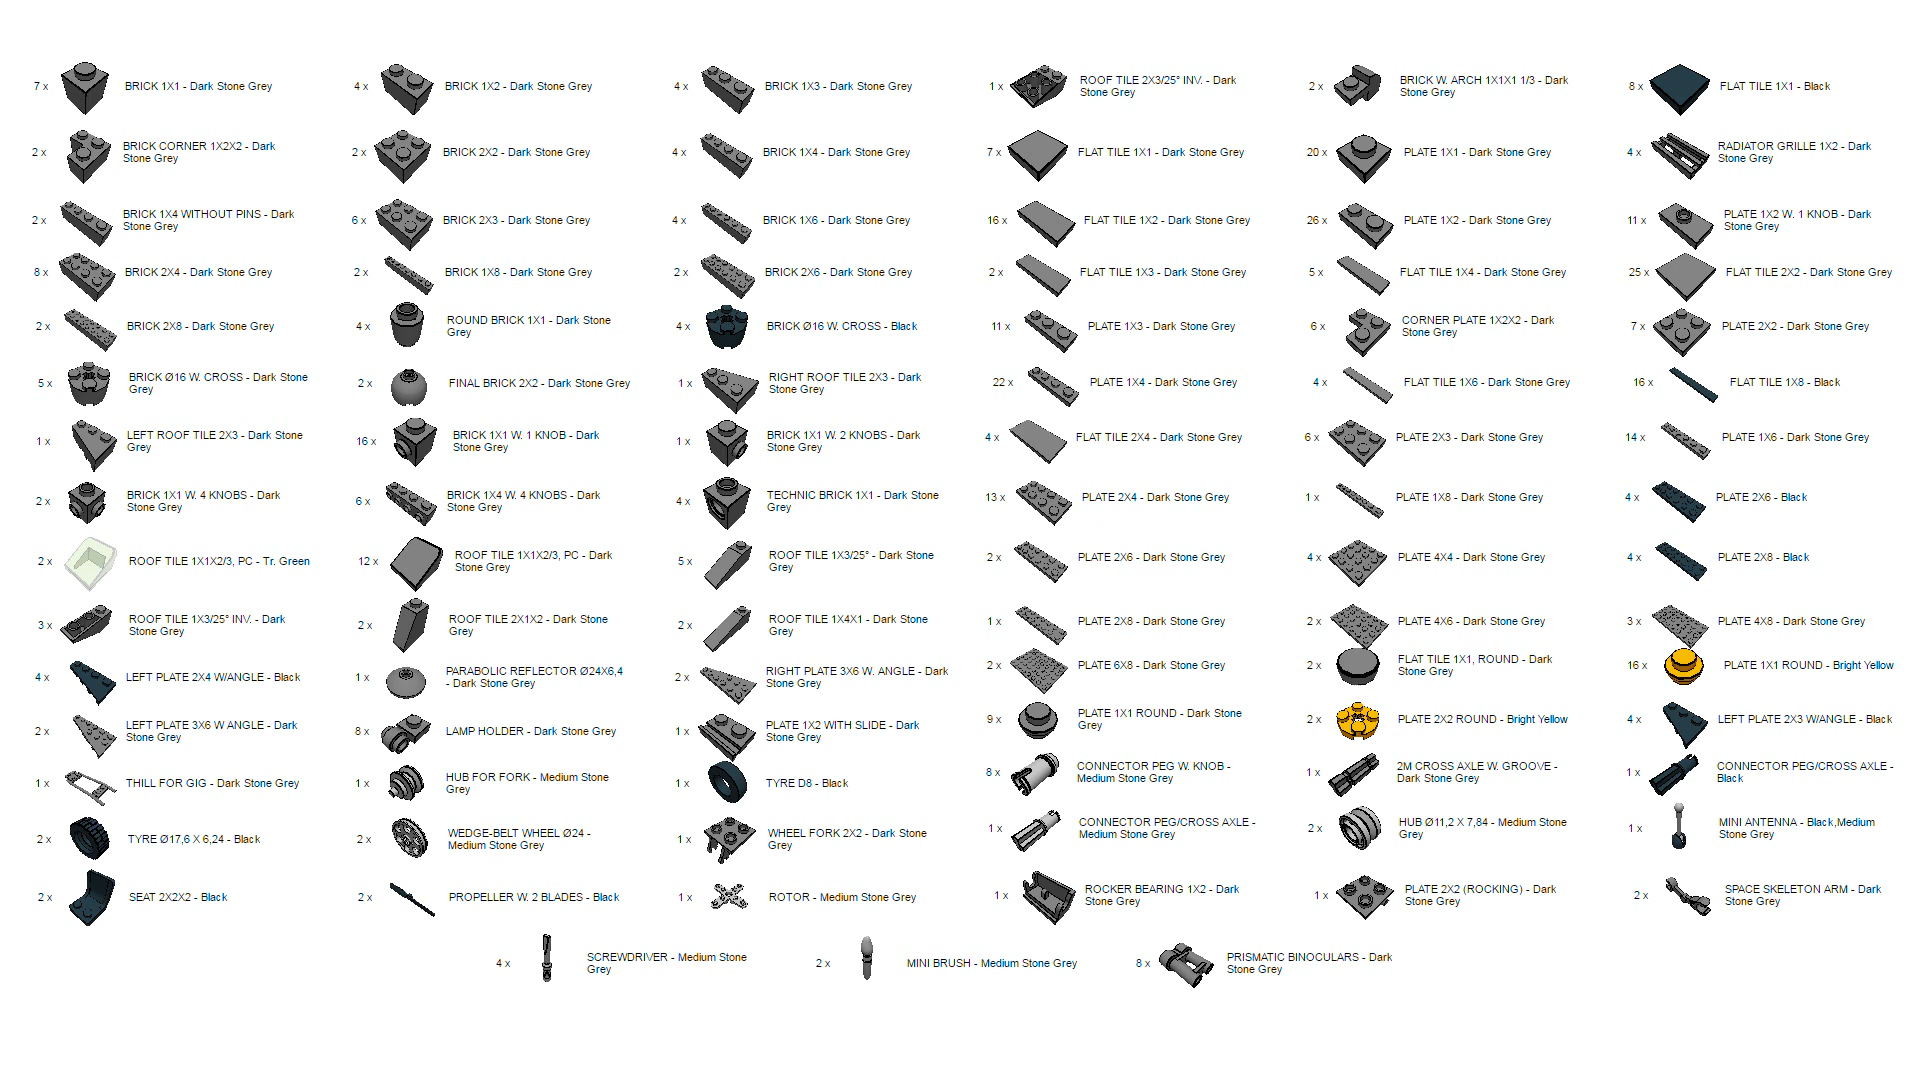 7 x BRICK 1X1 - Dark Stone Grey
4 x BRICK 1X2 - Dark Stone Grey
4 x BRICK 1X3 - Dark Stone Grey
1 x ROOF TILE 2X3/25° INV. - Dark
Stone Grey
2 x BRICK W. ARCH 1X1X1 1/3 - Dark
Stone Grey
8 x FLAT TILE 1X1 - Black
2 x BRICK CORNER 1X2X2 - Dark
Stone Grey
2 x BRICK 2X2 - Dark Stone Grey
4 x BRICK 1X4 - Dark Stone Grey
7 x FLAT TILE 1X1 - Dark Stone Grey
20 x PLATE 1X1 - Dark Stone Grey
4 x RADIATOR GRILLE 1X2 - Dark
Stone Grey
2 x BRICK 1X4 WITHOUT PINS - Dark
Stone Grey
6 x BRICK 2X3 - Dark Stone Grey
4 x BRICK 1X6 - Dark Stone Grey
16 x FLAT TILE 1X2 - Dark Stone Grey
26 x PLATE 1X2 - Dark Stone Grey
11 x PLATE 1X2 W. 1 KNOB - Dark
Stone Grey
8 x BRICK 2X4 - Dark Stone Grey
2 x BRICK 1X8 - Dark Stone Grey
2 x BRICK 2X6 - Dark Stone Grey
2 x FLAT TILE 1X3 - Dark Stone Grey
5 x FLAT TILE 1X4 - Dark Stone Grey
25 x FLAT TILE 2X2 - Dark Stone Grey
2 x BRICK 2X8 - Dark Stone Grey
4 x ROUND BRICK 1X1 - Dark Stone
Grey
4 x BRICK Ø16 W. CROSS - Black
11 x PLATE 1X3 - Dark Stone Grey
6 x CORNER PLATE 1X2X2 - Dark
Stone Grey
7 x PLATE 2X2 - Dark Stone Grey
5 x BRICK Ø16 W. CROSS - Dark Stone
Grey
2 x FINAL BRICK 2X2 - Dark Stone Grey
1 x RIGHT ROOF TILE 2X3 - Dark
Stone Grey
22 x PLATE 1X4 - Dark Stone Grey
4 x FLAT TILE 1X6 - Dark Stone Grey
16 x FLAT TILE 1X8 - Black
1 x LEFT ROOF TILE 2X3 - Dark Stone
Grey
16 x BRICK 1X1 W. 1 KNOB - Dark
Stone Grey
1 x BRICK 1X1 W. 2 KNOBS - Dark
Stone Grey
4 x FLAT TILE 2X4 - Dark Stone Grey
6 x PLATE 2X3 - Dark Stone Grey
14 x PLATE 1X6 - Dark Stone Grey
2 x BRICK 1X1 W. 4 KNOBS - Dark
Stone Grey
6 x BRICK 1X4 W. 4 KNOBS - Dark
Stone Grey
4 x TECHNIC BRICK 1X1 - Dark Stone
Grey
13 x PLATE 2X4 - Dark Stone Grey
1 x PLATE 1X8 - Dark Stone Grey
4 x PLATE 2X6 - Black
2 x ROOF TILE 1X1X2/3, PC - Tr. Green
12 x ROOF TILE 1X1X2/3, PC - Dark
Stone Grey
5 x ROOF TILE 1X3/25° - Dark Stone
Grey
2 x PLATE 2X6 - Dark Stone Grey
4 x PLATE 4X4 - Dark Stone Grey
4 x PLATE 2X8 - Black
3 x ROOF TILE 1X3/25° INV. - Dark
Stone Grey
2 x ROOF TILE 2X1X2 - Dark Stone
Grey
2 x ROOF TILE 1X4X1 - Dark Stone
Grey
1 x PLATE 2X8 - Dark Stone Grey
2 x PLATE 4X6 - Dark Stone Grey
3 x PLATE 4X8 - Dark Stone Grey
4 x LEFT PLATE 2X4 W/ANGLE - Black
1 x PARABOLIC REFLECTOR Ø24X6,4
- Dark Stone Grey
2 x RIGHT PLATE 3X6 W. ANGLE - Dark
Stone Grey
2 x PLATE 6X8 - Dark Stone Grey
2 x FLAT TILE 1X1, ROUND - Dark
Stone Grey
16 x PLATE 1X1 ROUND - Bright Yellow
2 x LEFT PLATE 3X6 W ANGLE - Dark
Stone Grey
8 x LAMP HOLDER - Dark Stone Grey
1 x PLATE 1X2 WITH SLIDE - Dark
Stone Grey
9 x PLATE 1X1 ROUND - Dark Stone
Grey
2 x PLATE 2X2 ROUND - Bright Yellow
4 x LEFT PLATE 2X3 W/ANGLE - Black
1 x THILL FOR GIG - Dark Stone Grey
1 x HUB FOR FORK - Medium Stone
Grey
1 x TYRE D8 - Black
8 x CONNECTOR PEG W. KNOB -
Medium Stone Grey
1 x 2M CROSS AXLE W. GROOVE -
Dark Stone Grey
1 x CONNECTOR PEG/CROSS AXLE -
Black
2 x TYRE Ø17,6 X 6,24 - Black
2 x WEDGE-BELT WHEEL Ø24 -
Medium Stone Grey
1 x WHEEL FORK 2X2 - Dark Stone
Grey
1 x CONNECTOR PEG/CROSS AXLE -
Medium Stone Grey
2 x HUB Ø11,2 X 7,84 - Medium Stone
Grey
1 x MINI ANTENNA - Black,Medium
Stone Grey
2 x SEAT 2X2X2 - Black
2 x PROPELLER W. 2 BLADES - Black
1 x ROTOR - Medium Stone Grey
1 x ROCKER BEARING 1X2 - Dark
Stone Grey
1 x PLATE 2X2 (ROCKING) - Dark
Stone Grey
2 x SPACE SKELETON ARM - Dark
Stone Grey
4 x SCREWDRIVER - Medium Stone
Grey
2 x MINI BRUSH - Medium Stone Grey
8 x PRISMATIC BINOCULARS - Dark
Stone Grey